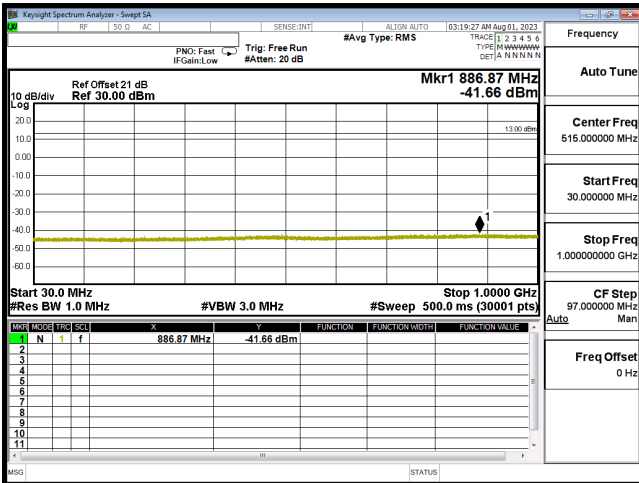 Keysight Spectrum Analyzer - Swept SA
RF 50 Ω AC SENSE:INT ALIGN AUTO 03:19:27 AM Aug 01, 2023
#Avg Type: RMS
TRACE 1 2 3 4 5 6
TYPE M WWWWW
DET A N N N N N
PNO: Fast
IFGain:Low
Trig: Free Run
#Atten: 20 dB
Mkr1 886.87 MHz
-41.66 dBm
Ref Offset 21 dB
10 dB/div Ref 30.00 dBm
Log
20.0
13.00 dBm
10.0
0.00
-10.0
-20.0
-30.0
1
-40.0
-50.0
-60.0
Start 30.0 MHz Stop 1.0000 GHz
#Res BW 1.0 MHz #VBW 3.0 MHz #Sweep 500.0 ms (30001 pts)
MKR MODE TRC SCL X Y FUNCTION FUNCTION WIDTH FUNCTION VALUE
1 N 1 f 886.87 MHz -41.66 dBm
2
3
4
5
6
7
8
9
10
11
MSG STATUS
Frequency
Auto Tune
Center Freq
515.000000 MHz
Start Freq
30.000000 MHz
Stop Freq
1.000000000 GHz
CF Step
97.000000 MHz
Auto Man
Freq Offset
0 Hz